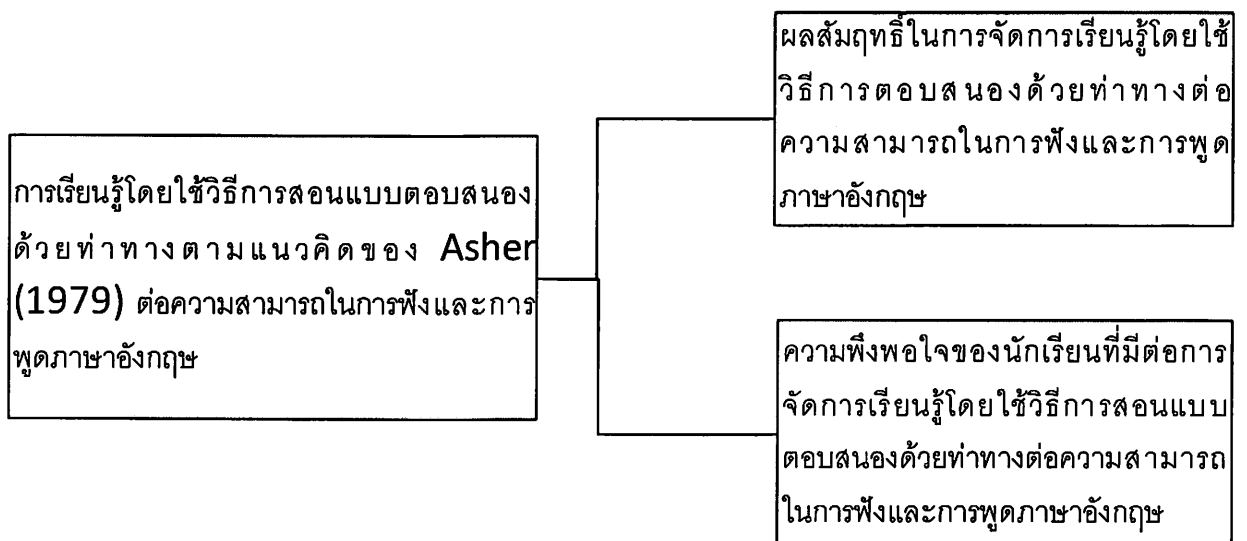 การเรียนรู้โดยใช้วิธีการสอนแบบตอบสนอง
ด้วยท่าทางตามแนวคิดของ Asher
(1979) ต่อความสามารถในการฟังและการ
พูดภาษาอังกฤษ
ผลสัมฤทธิ์ในการจัดการเรียนรู้โดยใช้
วิธีการตอบสนองด้วยท่าทางต่อ
ความสามารถในการฟังและการพูด
ภาษาอังกฤษ
ความพึงพอใจของนักเรียนที่มีต่อการ
จัดการเรียนรู้โดยใช้วิธีการสอนแบบ
ตอบสนองด้วยท่าทางต่อความสามารถ
ในการฟังและการพูดภาษาอังกฤษ